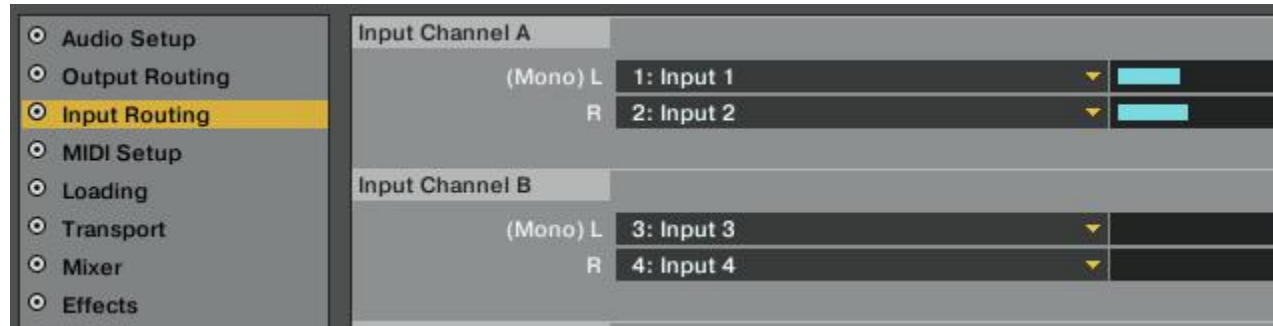 Audio Setup
Output Routing
Input Routing
MIDI Setup
Loading
Transport
Mixer
Effects
Input Channel A
(Mono) L 1: Input 1
R 2: Input 2
Input Channel B
(Mono) L 3: Input 3
R 4: Input 4